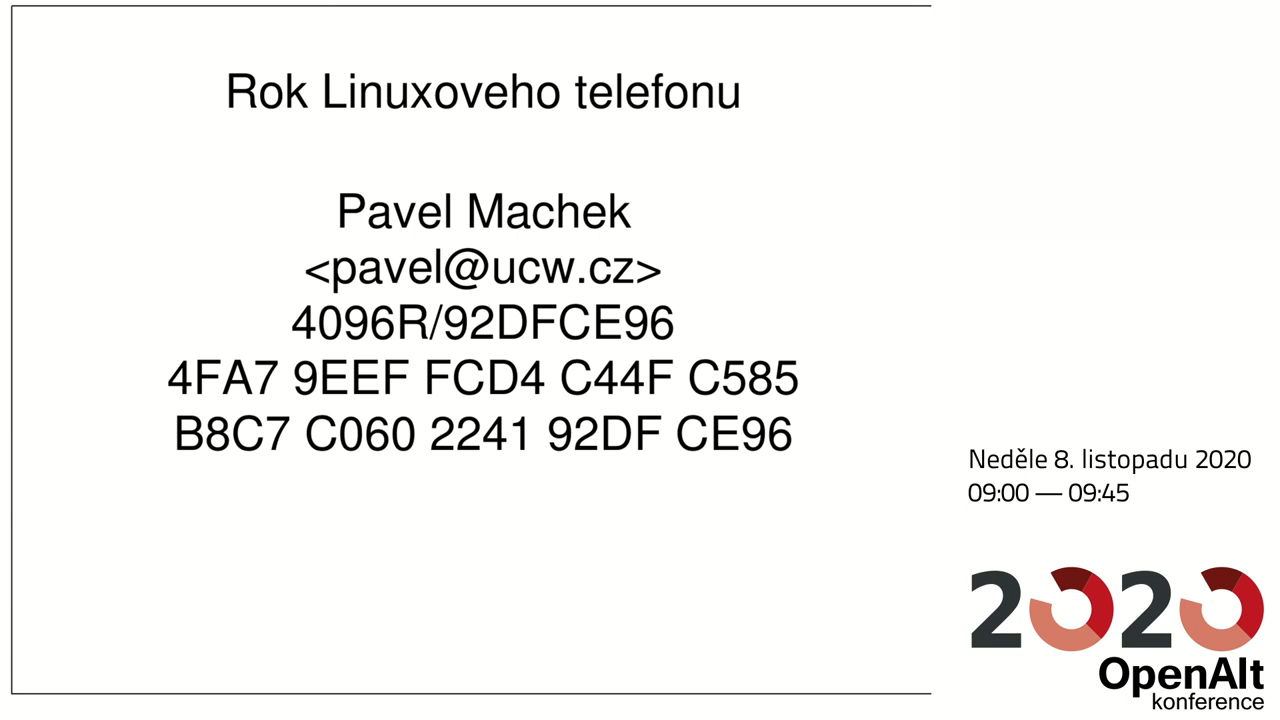 Rok Linuxoveho telefonu
Pavel Machek
<pavel@ucw.cz>
4096R/92DFCE96
4FA7 9EEF FCD4 C44F C585
B8C7 C060 2241 92DF CE96
Neděle 8. listopadu 2020
09:00 — 09:45
2020
OpenAlt
konference